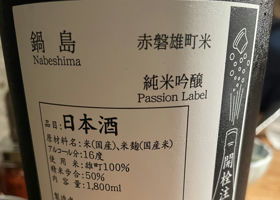 鍋島
Nabeshima
赤磐雄町米
純米吟醸
Passion Label
品目:日本酒
原材料名:米(国産)、米麹(国産米)
アルコール分:16度
使用米:雄町100%
精米歩合:50%
内容量:1,800ml
開栓注